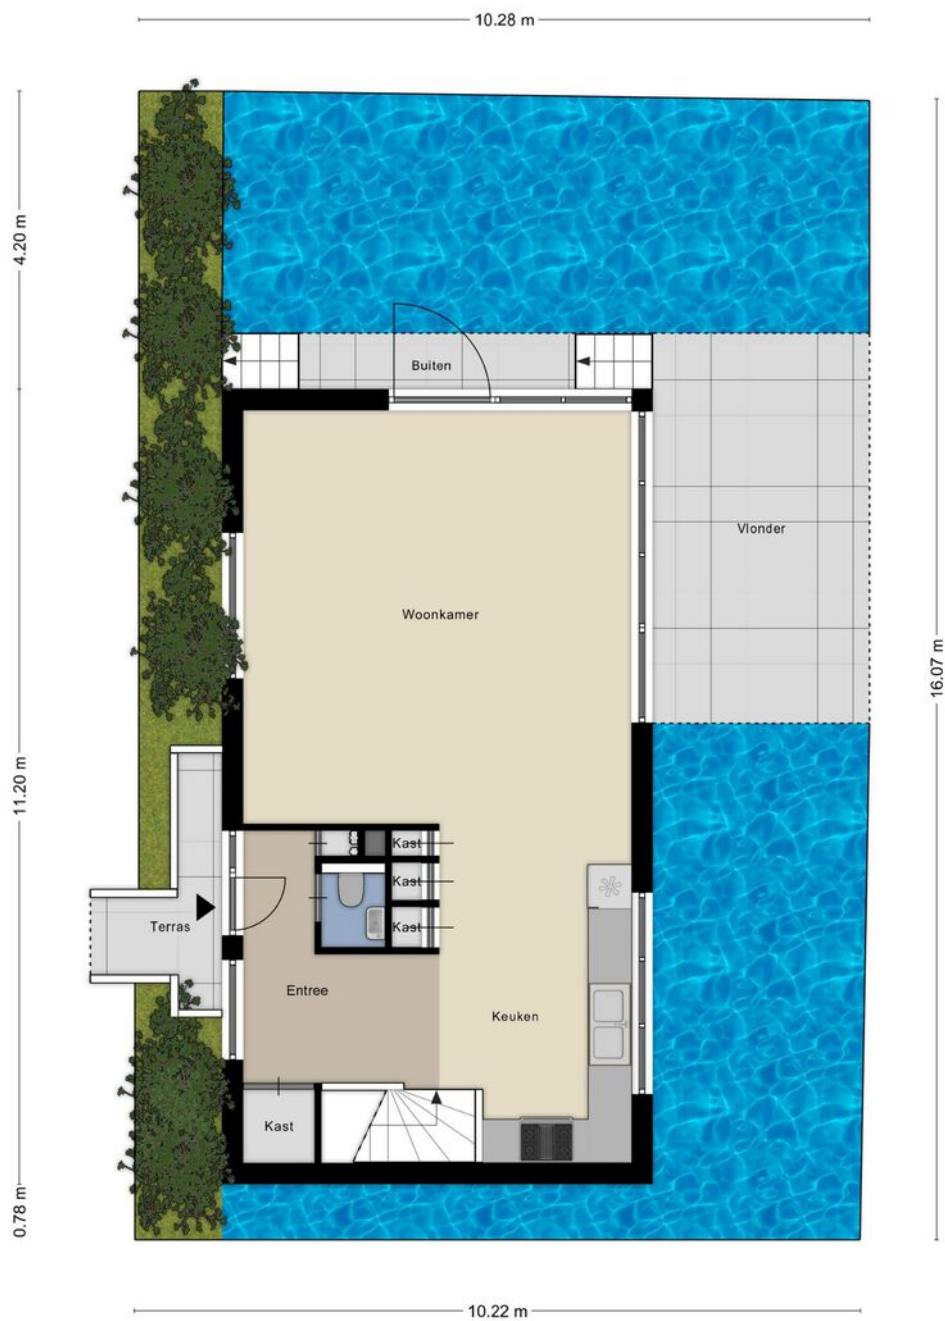 10.28 m
4.20 m
Buiten
Vlonder
Woonkamer
16.07 m
11.20 m
Kast
Kast
Kast
Terras
Entree
Keuken
Kast
0.78 m
10.22 m